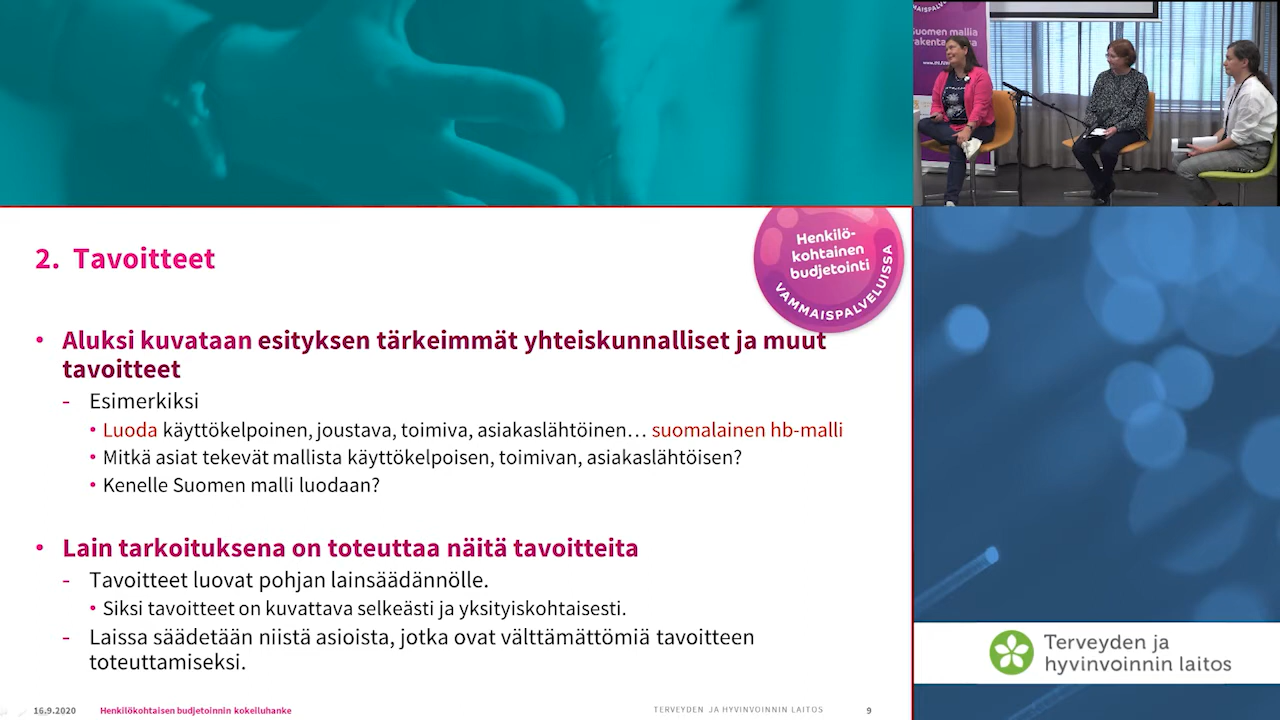 2. Tavoitteet
Henkilö-
kohtainen
budjetointi
VAMMAISPALVELUISSA
• Aluksi kuvataan esityksen tärkeimmät yhteiskunnalliset ja muut
tavoitteet
- Esimerkiksi
• Luoda käyttökelpoinen, joustava, toimiva, asiakaslähtöinen… suomalainen hb-malli
• Mitkä asiat tekevät mallista käyttökelpoisen, toimivan, asiakaslähtöisen?
• Kenelle Suomen malli luodaan?
• Lain tarkoituksena on toteuttaa näitä tavoitteita
- Tavoitteet luovat pohjan lainsäädännölle.
• Siksi tavoitteet on kuvattava selkeästi ja yksityiskohtaisesti.
- Laissa säädetään niistä asioista, jotka ovat välttämättömiä tavoitteen
toteuttamiseksi.
16.9.2020 Henkilökohtaisen budjetoinnin kokeiluhanke TERVEYDEN JA HYVINVOINNIN LAITOS 9
Suomen mallia
Terveyden ja
hyvinvoinnin laitos